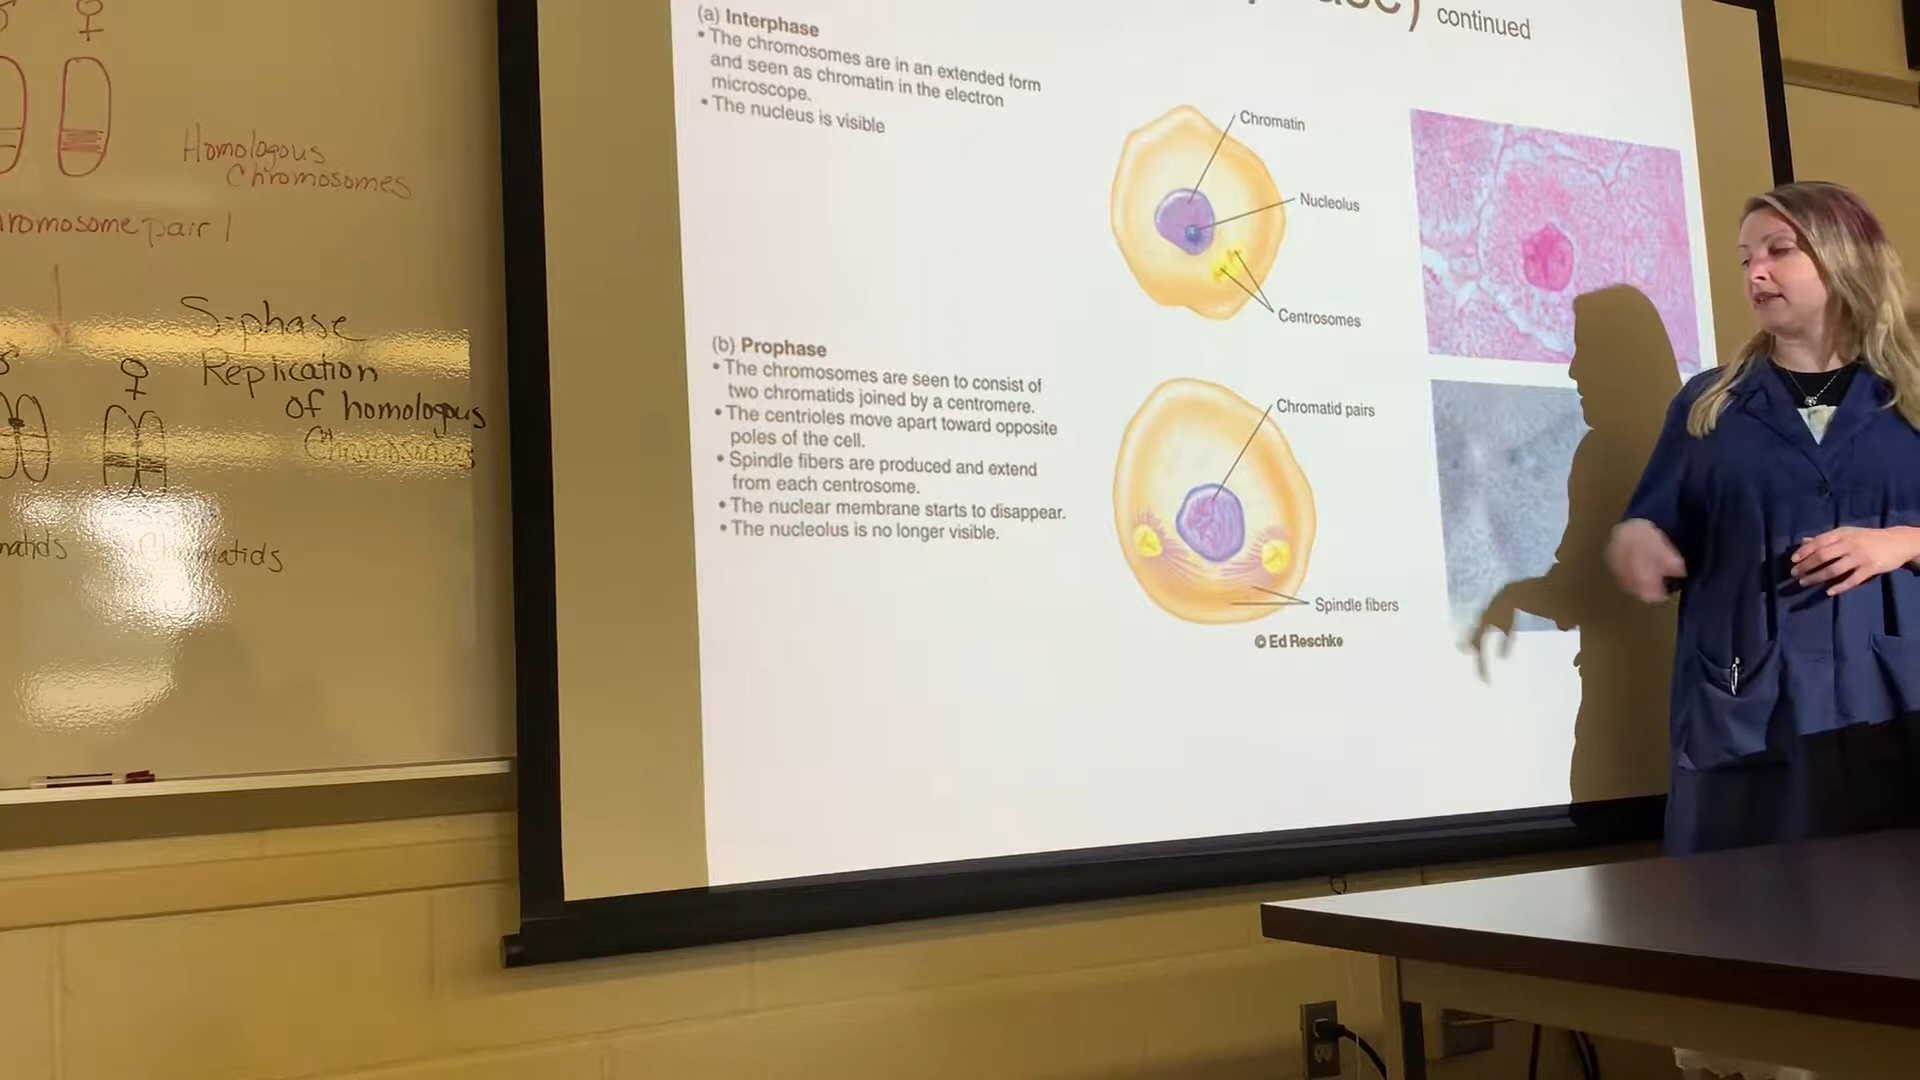 Homologous
Chromosomes
pair 1
S-phase
Replication
of homologous
Chromosomes
continued
(a) Interphase
• The chromosomes are in an extended form
and seen as chromatin in the electron
microscope.
• The nucleus is visible
Chromatin
Nucleolus
Centrosomes
(b) Prophase
• The chromosomes are seen to consist of
two chromatids joined by a centromere.
• The centrioles move apart toward opposite
poles of the cell.
• Spindle fibers are produced and extend
from each centrosome.
• The nuclear membrane starts to disappear.
• The nucleolus is no longer visible.
Chromatid pairs
Spindle fibers
© Ed Reschke